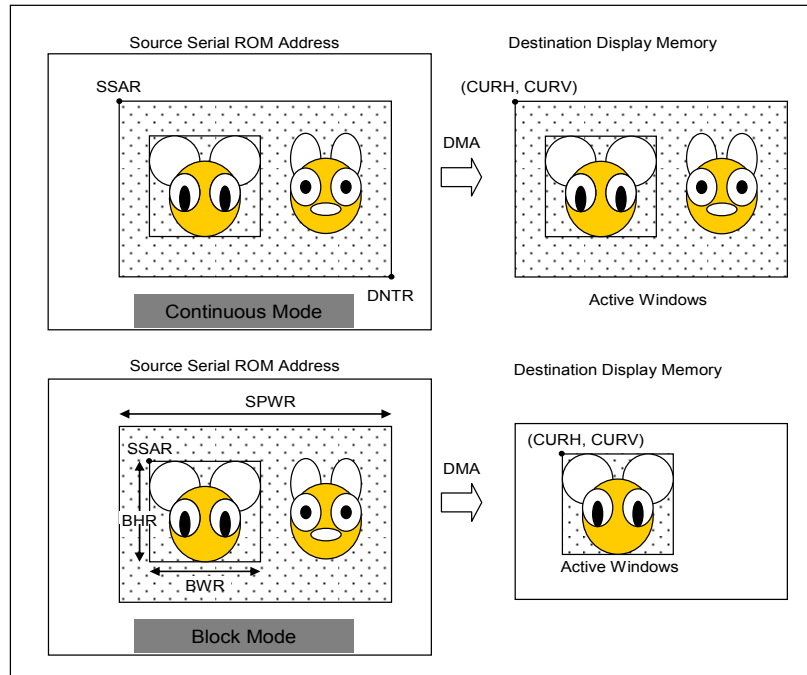 Source Serial ROM Address
Destination Display Memory
SSAR
(CURH, CURV)
DMA
DNTR
Continuous Mode
Active Windows
Source Serial ROM Address
Destination Display Memory
SPWR
SSAR
(CURH, CURV)
DMA
BHR
BWR
Active Windows
Block Mode